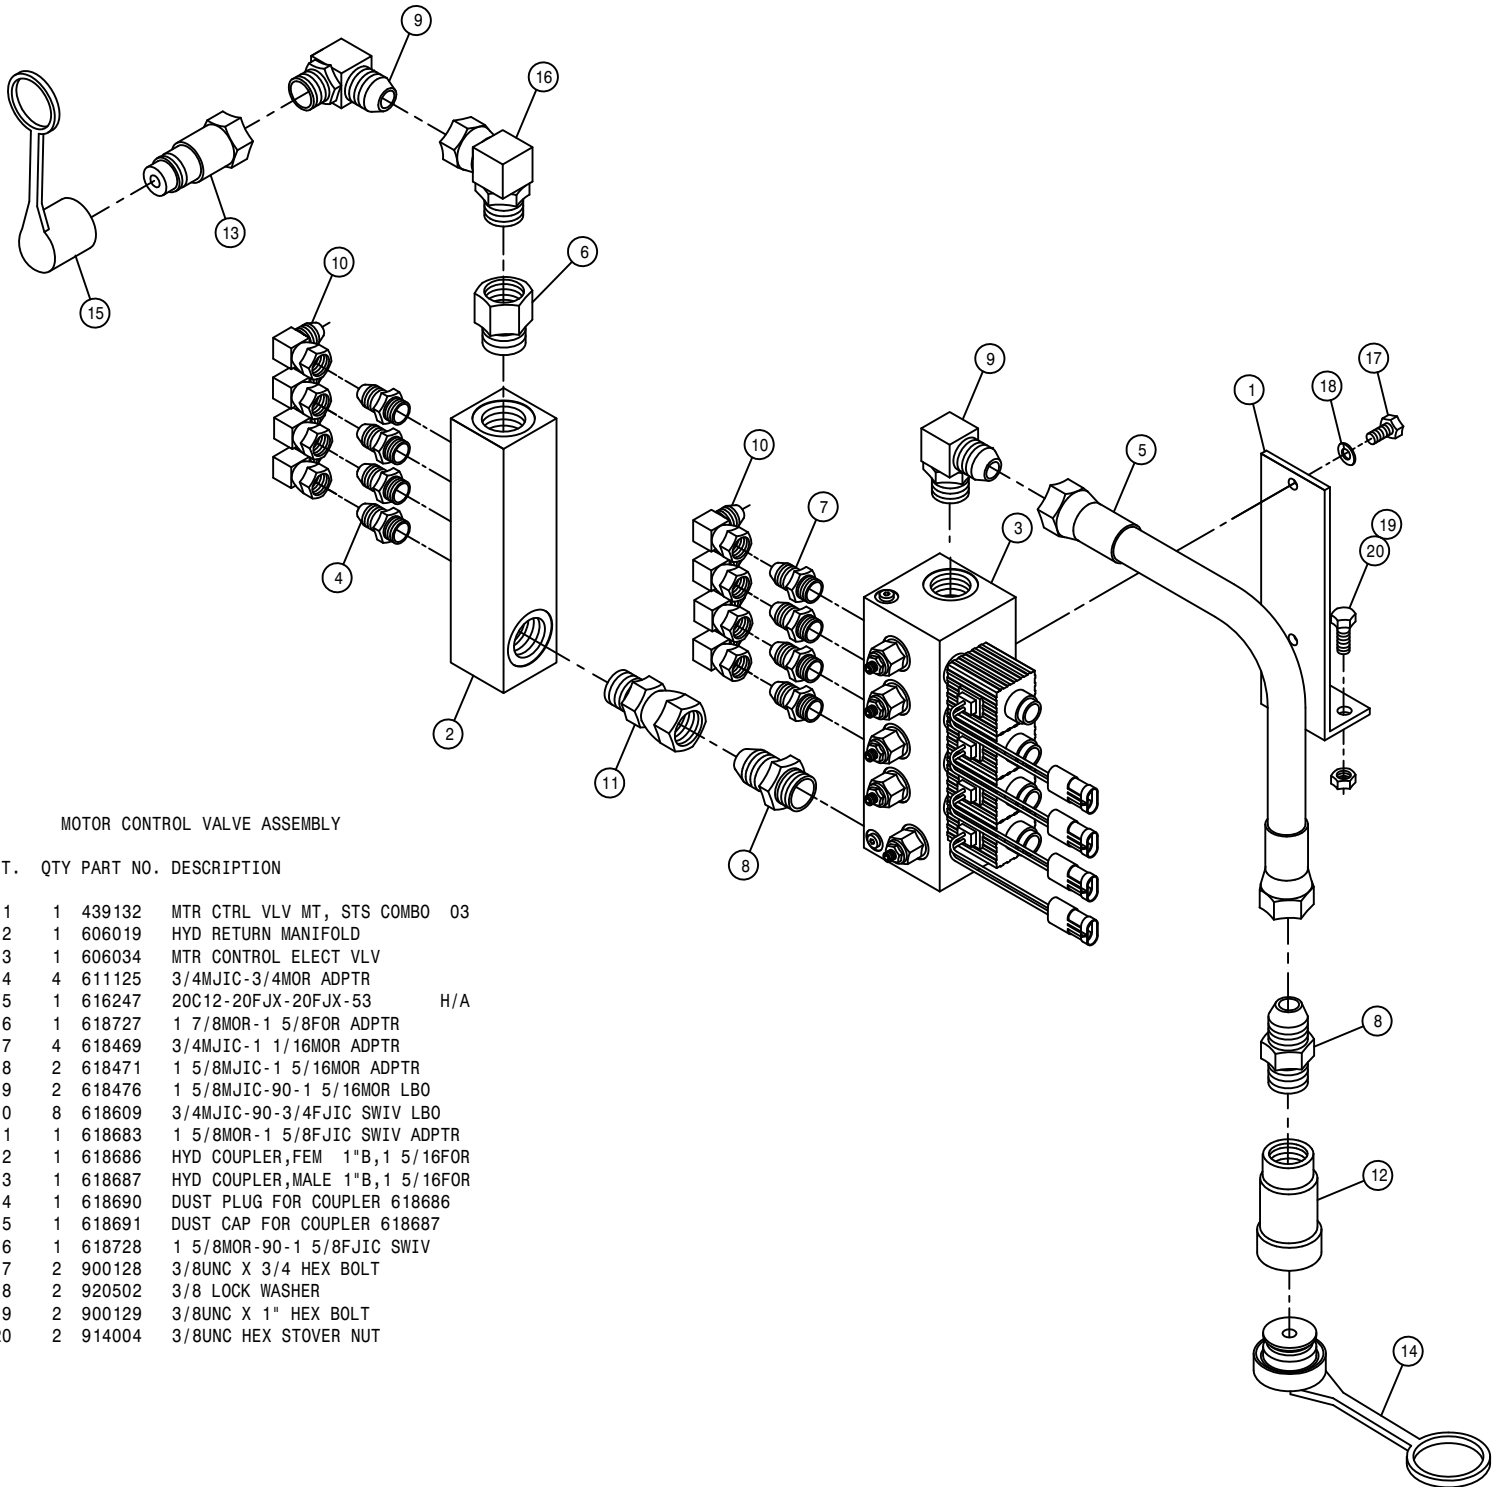 9
16
13
6
10
15
9
17
18
1
5
10
7
3
19
20
4
2
11
8
MOTOR CONTROL VALVE ASSEMBLY
T. QTY PART NO. DESCRIPTION
1 1 439132 MTR CTRL VLV MT, STS COMBO 03
2 1 606019 HYD RETURN MANIFOLD
3 1 606034 MTR CONTROL ELECT VLV
4 4 611125 3/4MJIC-3/4MOR ADPTR
5 1 616247 20C12-20FJX-20FJX-53 H/A
6 1 618727 1 7/8MOR-1 5/8FOR ADPTR
7 4 618469 3/4MJIC-1 1/16MOR ADPTR
8 2 618471 1 5/8MJIC-1 5/16MOR ADPTR
9 2 618476 1 5/8MJIC-90-1 5/16MOR LBO
0 8 618609 3/4MJIC-90-3/4FJIC SWIV LBO
1 1 618683 1 5/8MOR-1 5/8FJIC SWIV ADPTR
2 1 618686 HYD COUPLER,FEM 1"B,1 5/16FOR
3 1 618687 HYD COUPLER,MALE 1"B,1 5/16FOR
4 1 618690 DUST PLUG FOR COUPLER 618686
5 1 618691 DUST CAP FOR COUPLER 618687
6 1 618728 1 5/8MOR-90-1 5/8FJIC SWIV
7 2 900128 3/8UNC X 3/4 HEX BOLT
8 2 920502 3/8 LOCK WASHER
9 2 900129 3/8UNC X 1" HEX BOLT
0 2 914004 3/8UNC HEX STOVER NUT
8
12
14